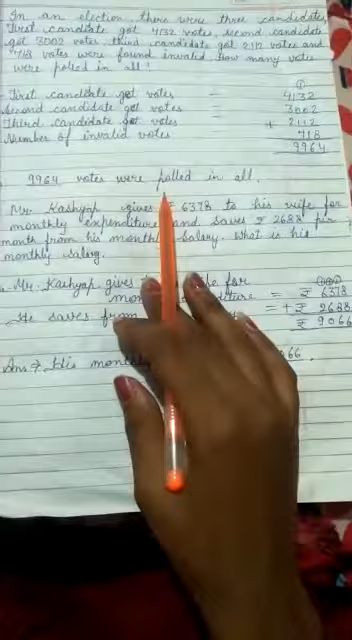 In an election, there were three candidates,
First candidate got 4132 votes, second candidate
got 3002 votes, third candidate got 2112 votes and
718 votes were found invalid. How many votes
were polled in all?
First candidate got votes - 4132
Second candidate got votes - 3002
Third candidate got votes - + 2112
Number of invalid votes - 718
9964
9964 votes were polled in all.
Mr. Kashyap gives ₹ 6378 to his wife for
monthly expenditure and saves ₹ 2688 per
month from his monthly salary. What is his
monthly salary.
Mr. Kashyap gives wife for
= ₹ 6378
He saves from = + ₹ 2688
₹ 9066
Ans → His